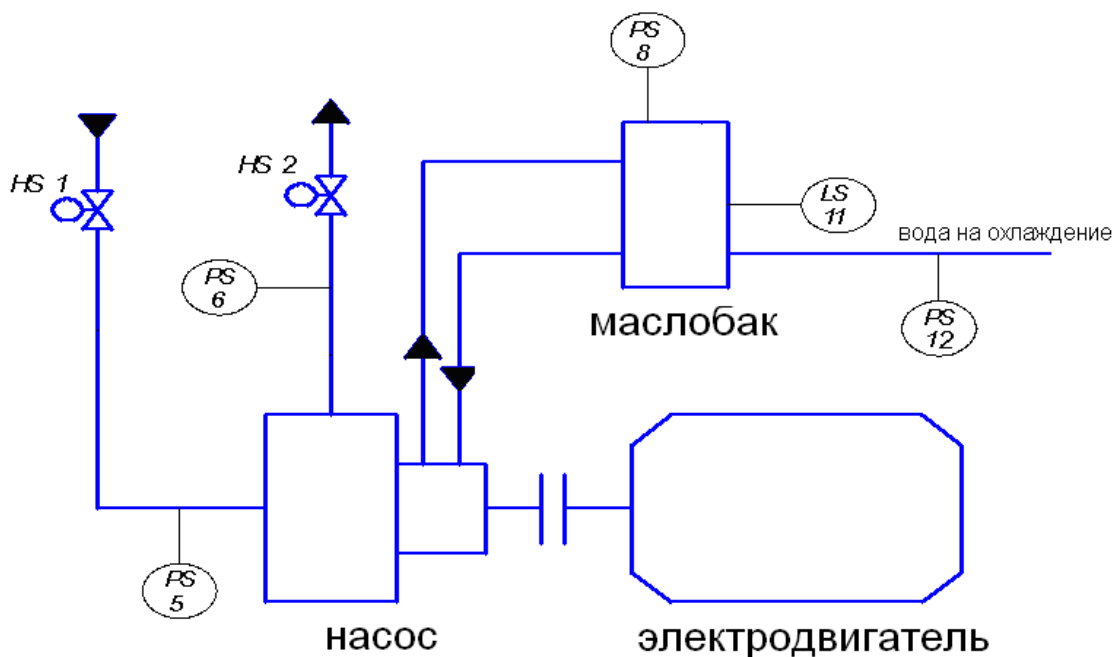 PS
8
HS 1
HS 2
LS
11
вода на охлаждение
PS
6
маслобак
PS
12
PS
5
насос
электродвигатель